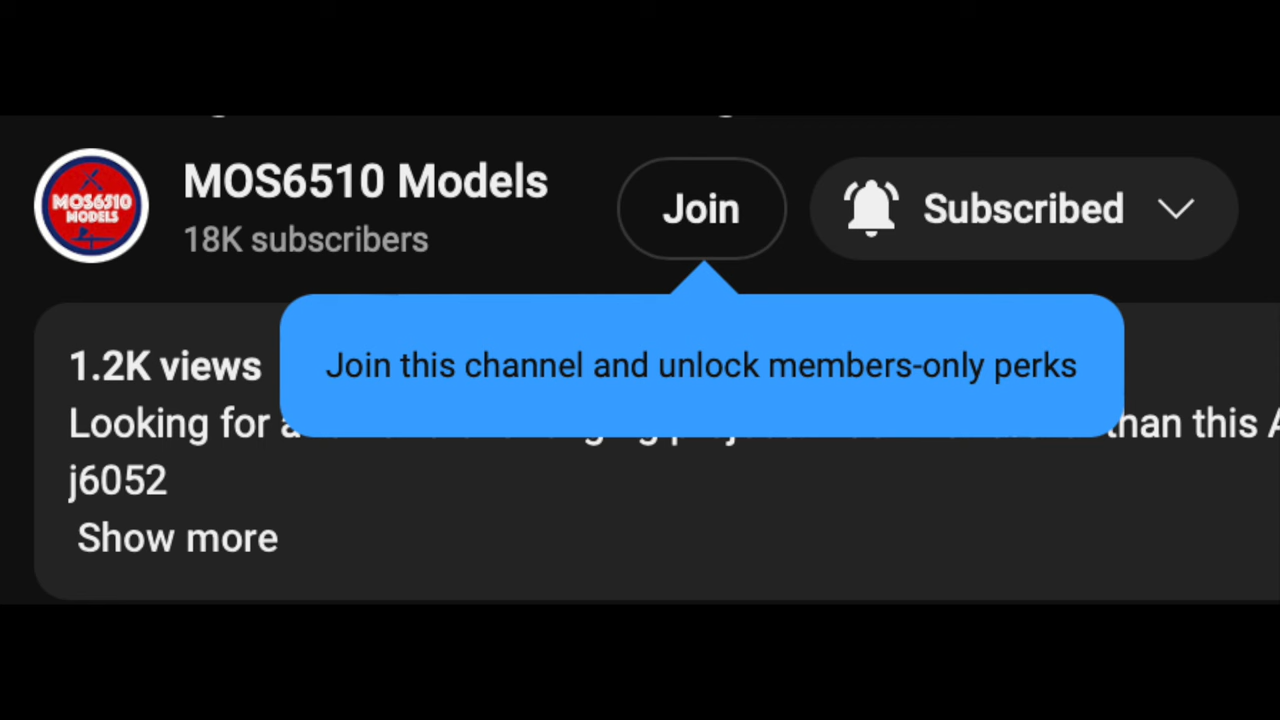 MOS6510 Models
18K subscribers
MOS6510
MODELS
Join
Subscribed
Join this channel and unlock members-only perks
1.2K views
Looking for a than this A
j6052
Show more